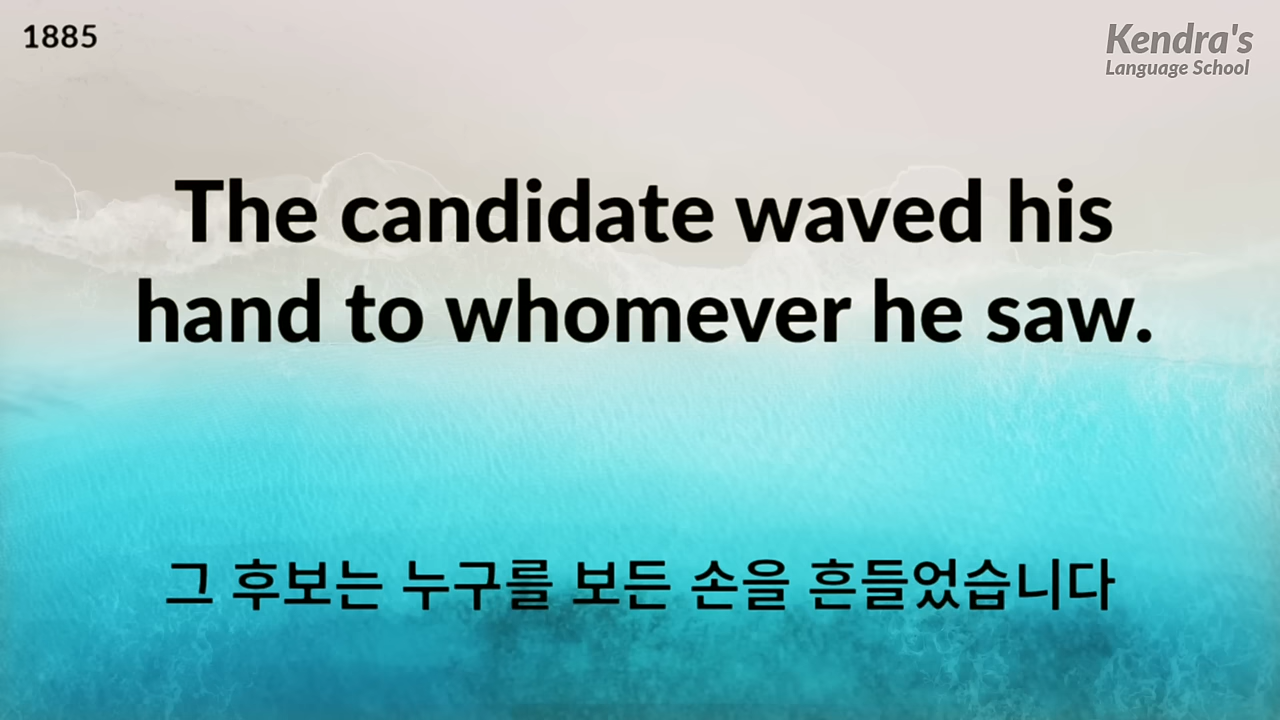 1885
Kendra's
Language School
The candidate waved his
hand to whomever he saw.
그 후보는 누구를 보든 손을 흔들었습니다